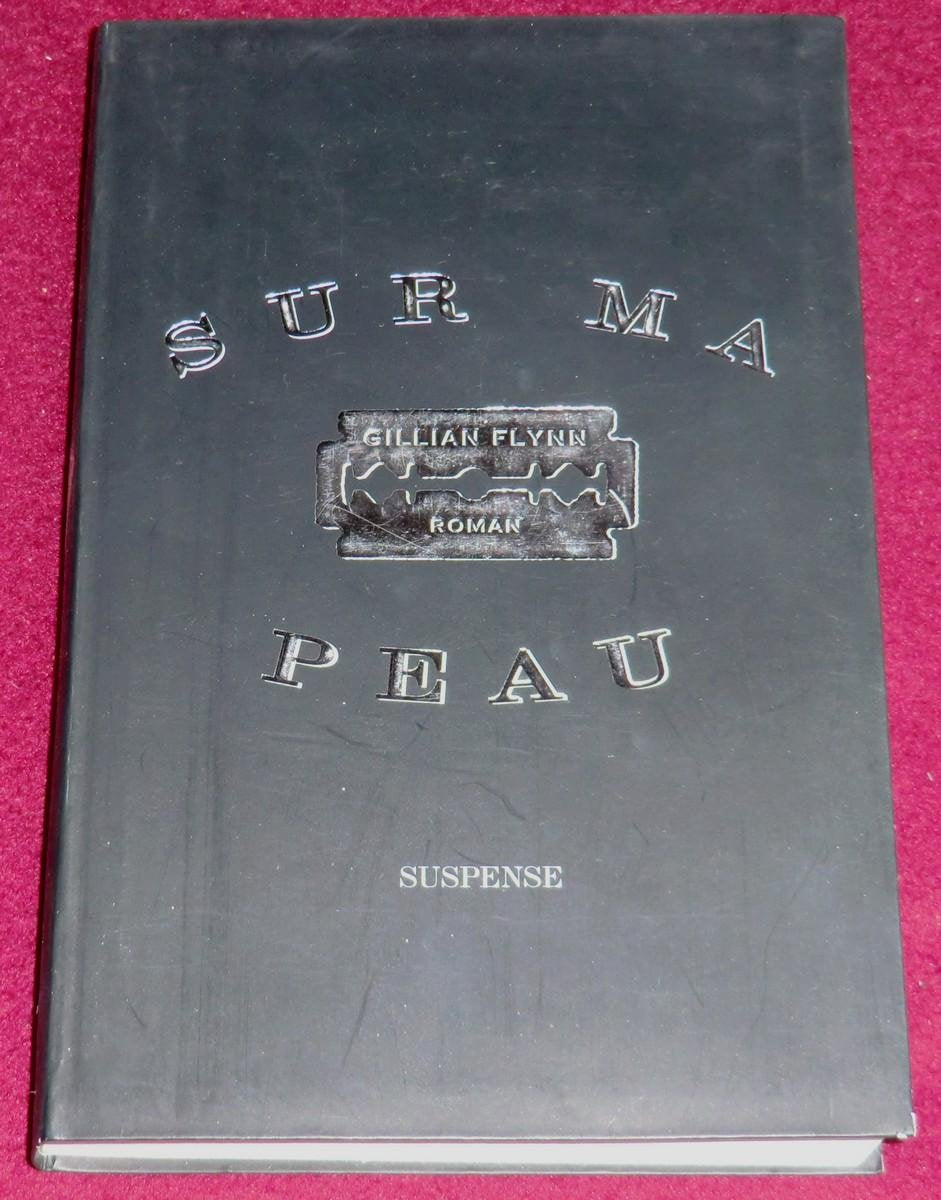 SUR MA
GILLIAN FLYNN
ROMAN
PEAU
SUSPENSE